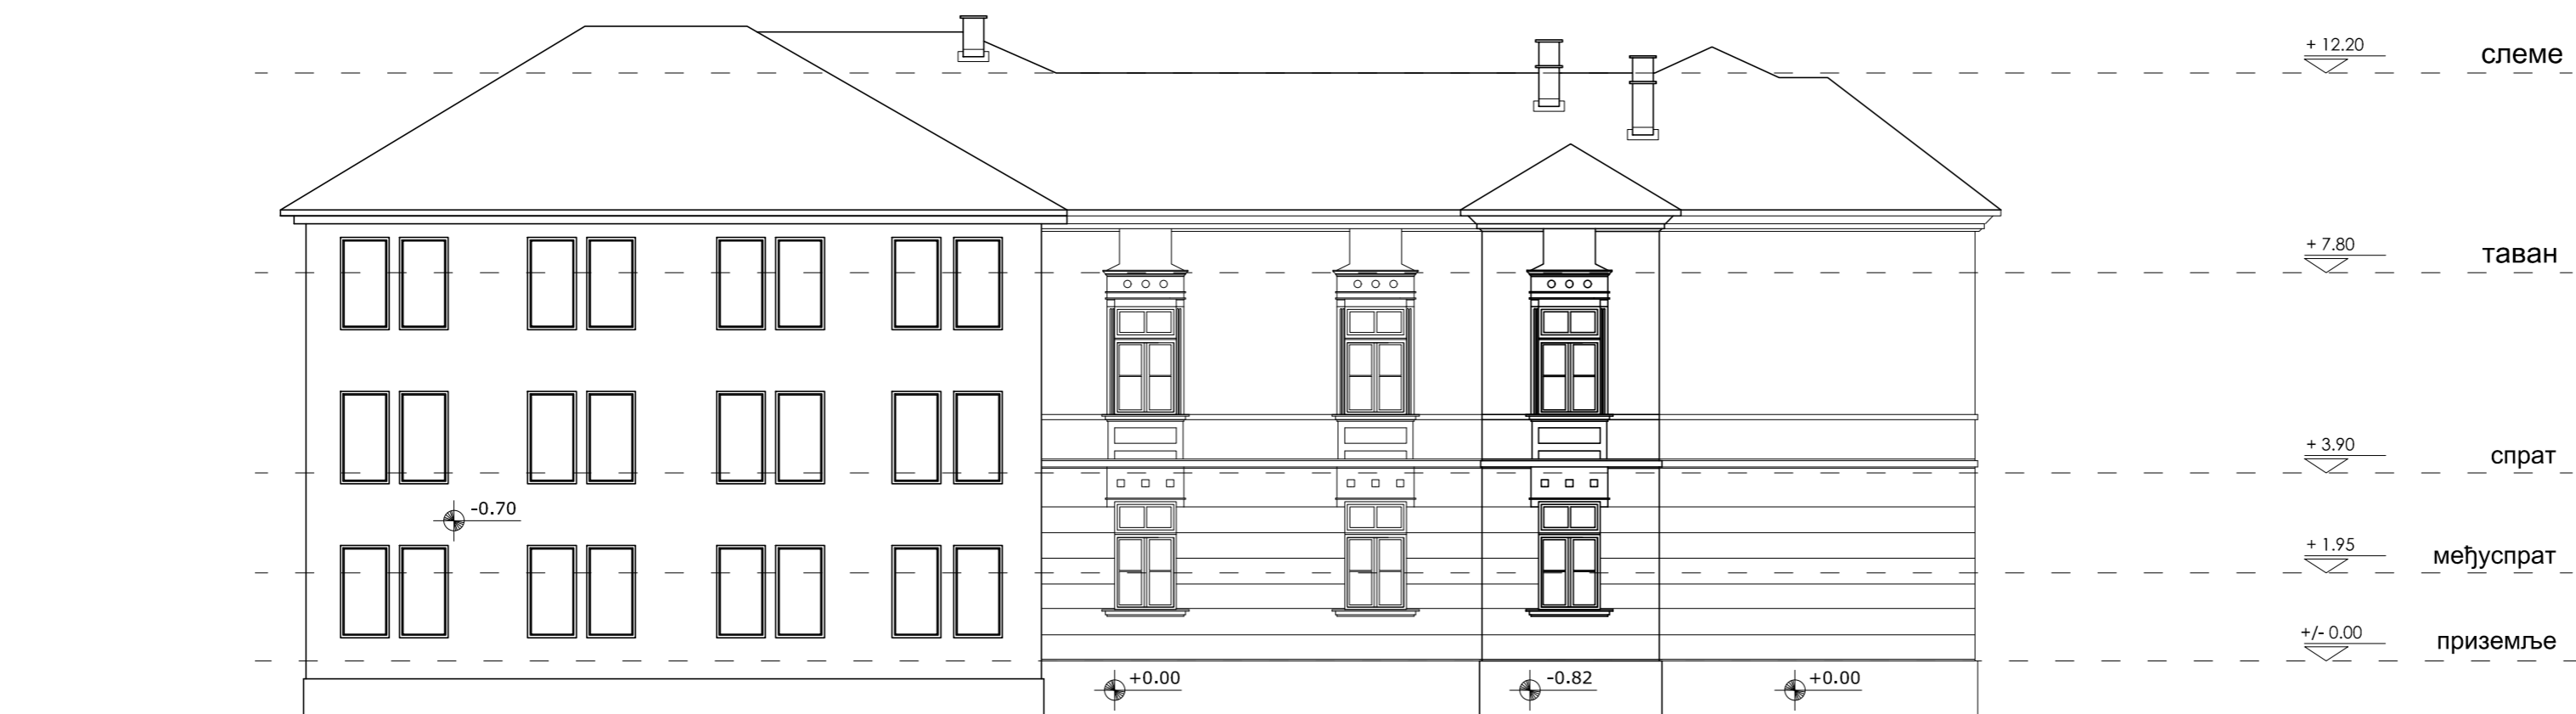 + 12.20 слеме
+ 7.80 таван
+ 3.90 спрат
-0.70
+ 1.95 међуспрат
+/- 0.00 приземље
+0.00 -0.82 +0.00